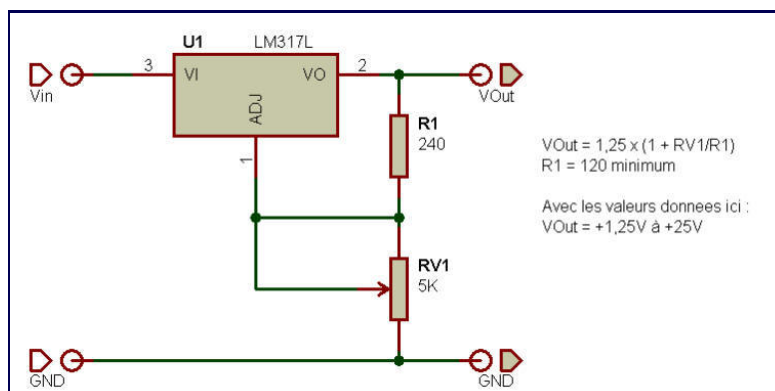 U1 LM317L
3 VI VO 2
Vin
VOut
ADJ
1
R1
240
VOut = 1,25 x (1 + RV1/R1)
R1 = 120 minimum
Avec les valeurs donnees ici :
VOut = +1,25V à +25V
RV1
5K
GND GND